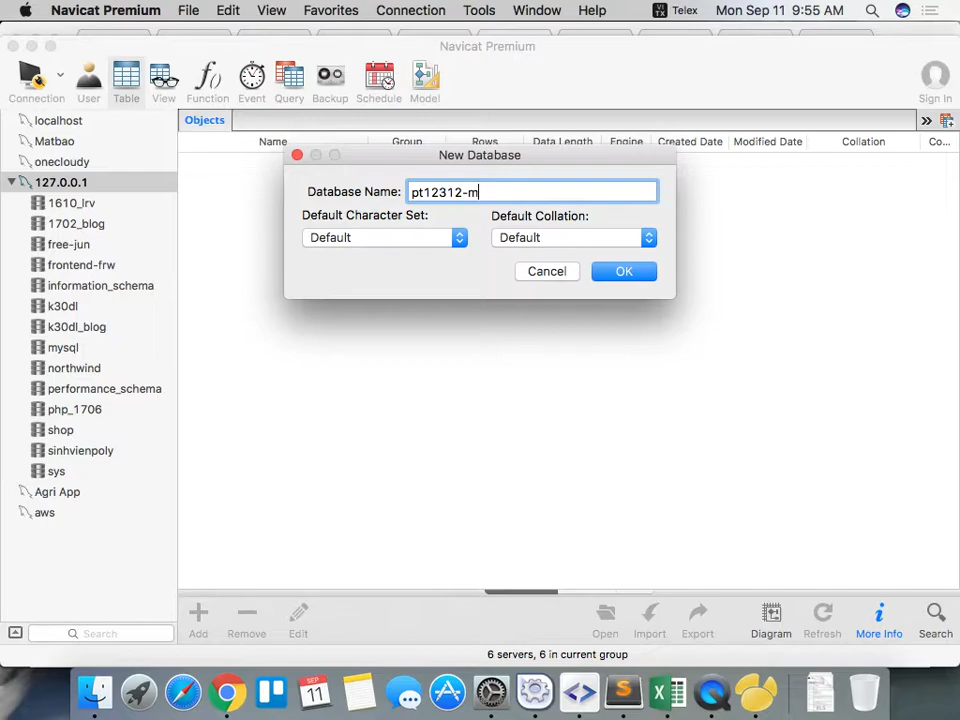 Navicat Premium File Edit View Favorites Connection Tools Window Help VI TX Telex Mon Sep 11 9:55 AM
Navicat Premium
Connection User Table View Function Event Query Backup Schedule Model Sign In
localhost
Matbao
onecloudy
127.0.0.1
1610_lrv
1702_blog
free-jun
frontend-frw
information_schema
k30dl
k30dl_blog
mysql
northwind
performance_schema
php_1706
shop
sinhvienpoly
sys
Agri App
aws
Search
Objects
Name Group Rows Data Length Engine Created Date Modified Date Collation Co...
New Database
Database Name: pt12312-m
Default Character Set: Default Collation:
Default Default
Cancel OK
Add Remove Edit Open Import Export Diagram Refresh More Info Search
6 servers, 6 in current group
SEP
11